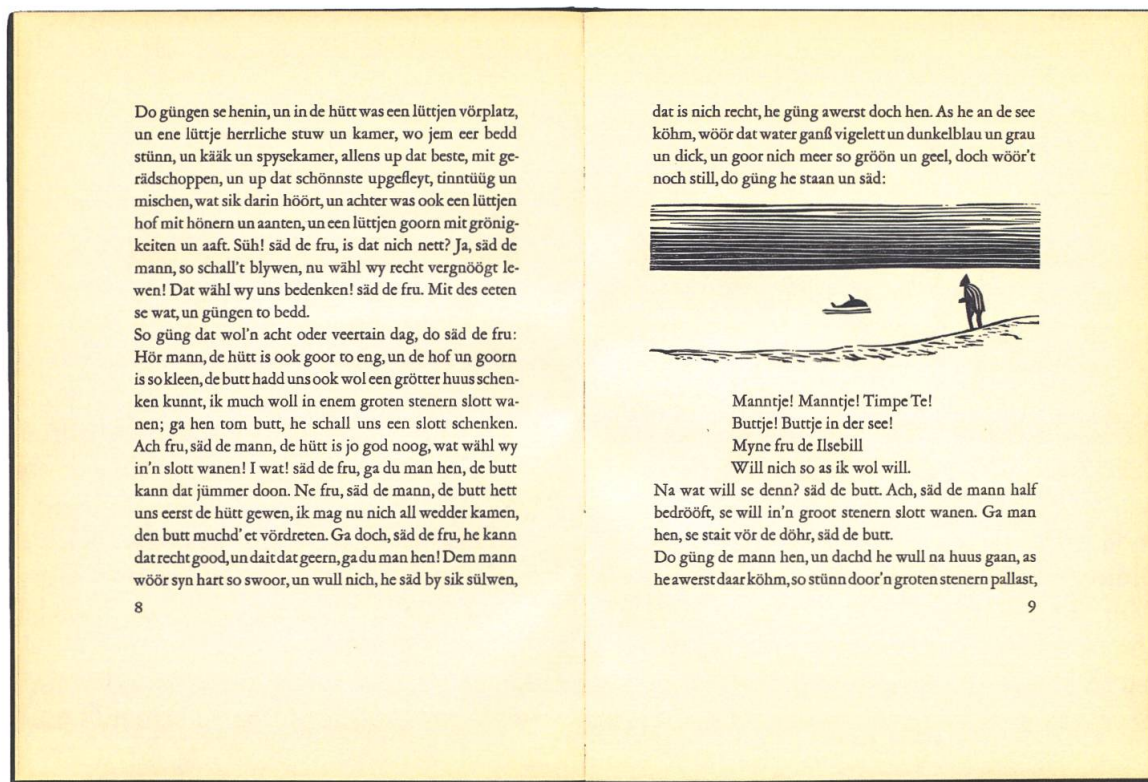 Do güngen se henin, un in de hütt was een lüttjen vörplatz,
un ene lüttje herrliche stuw un kamer, wo jem eer bedd
stünn, un kääk un spysekamer, allens up dat beste, mit ge-
rädschoppen, un up dat schönnste upgefleyt, tinntüüg un
mischen, wat sik darin höört, un achter was ook een lüttjen
hof mit hönern un aanten, un een lüttjen goorn mit grönig-
keiten un aaft. Süh! säd de fru, is dat nich nett? Ja, säd de
mann, so schall't blywen, nu wähl wy recht vergnöögt le-
wen! Dat wähl wy uns bedenken! säd de fru. Mit des eeten
se wat, un güngen to bedd.
So güng dat wol'n acht oder veertain dag, do säd de fru:
Hör mann, de hütt is ook goor to eng, un de hof un goorn
is so kleen, de butt hadd uns ook wol een grötter huus schen-
ken kunnt, ik much woll in enem groten stenern slott wa-
nen; ga hen tom butt, he schall uns een slott schenken.
Ach fru, säd de mann, de hütt is jo god noog, wat wähl wy
in'n slott wanen! I wat! säd de fru, ga du man hen, de butt
kann dat jümmer doon. Ne fru, säd de mann, de butt hett
uns eerst de hütt gewen, ik mag nu nich all wedder kamen,
den butt muchd' et vördreten. Ga doch, säd de fru, he kann
dat recht good, un dait dat geern, ga du man hen! Dem mann
wöör syn hart so swoor, un wull nich, he säd by sik sülwen,
8
dat is nich recht, he güng awerst doch hen. As he an de see
köhm, wöör dat water ganß vigelett un dunkelblau un grau
un dick, un goor nich meer so gröön un geel, doch wöör't
noch still, do güng he staan un säd:
Manntje! Manntje! Timpe Te!
Buttje! Buttje in der see!
Myne fru de Ilsebill
Will nich so as ik wol will.
Na wat will se denn? säd de butt. Ach, säd de mann half
bedrööft, se will in'n groot stenern slott wanen. Ga man
hen, se stait vör de döhr, säd de butt.
Do güng de mann hen, un dachd he wull na huus gaan, as
he awerst daar köhm, so stünn door'n groten stenern pallast,
9